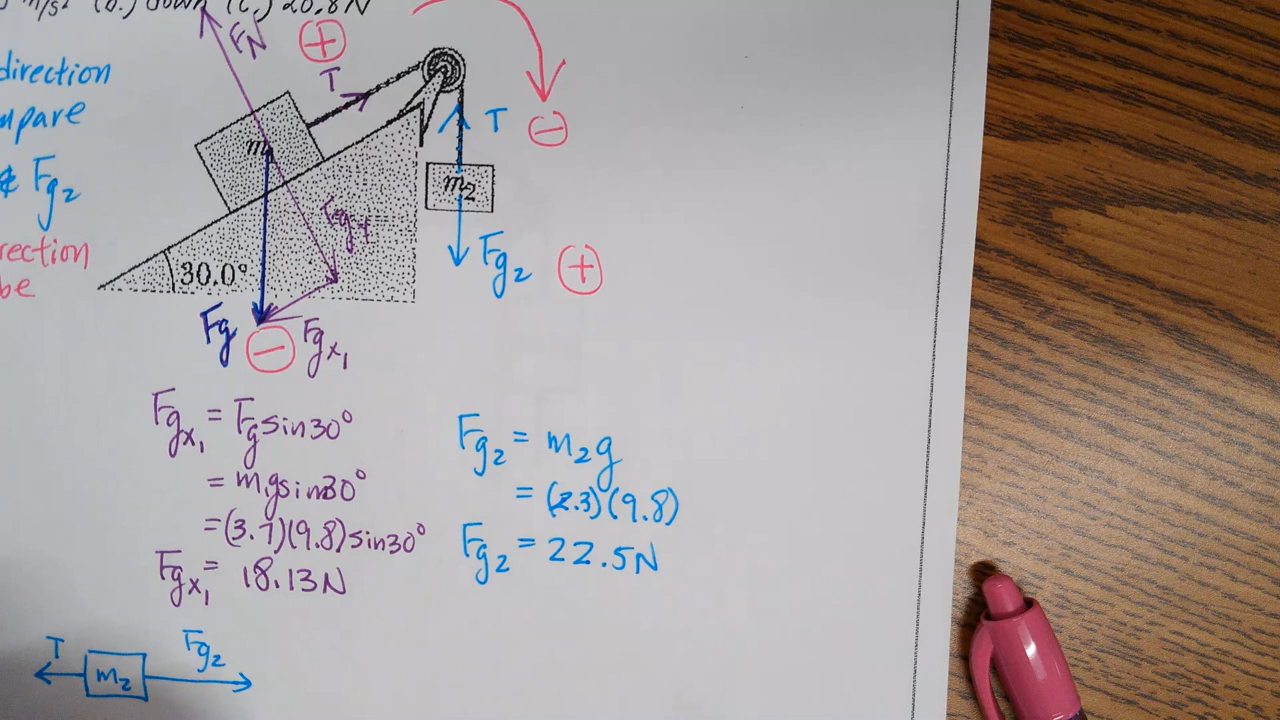 m/s² (b.) down (c.) 20.8 N
FN
+
T
direction
mpare
& Fg2
rection
be
m
T
−
m2
Fg2
+
30.0°
Fg
−
Fgx1
Fgx1 = Fg sin30°
= m1g sin30°
= (3.7)(9.8) sin30°
Fgx1 = 18.13N
Fg2 = m2g
= (2.3)(9.8)
Fg2 = 22.5N
T
m2
Fg2